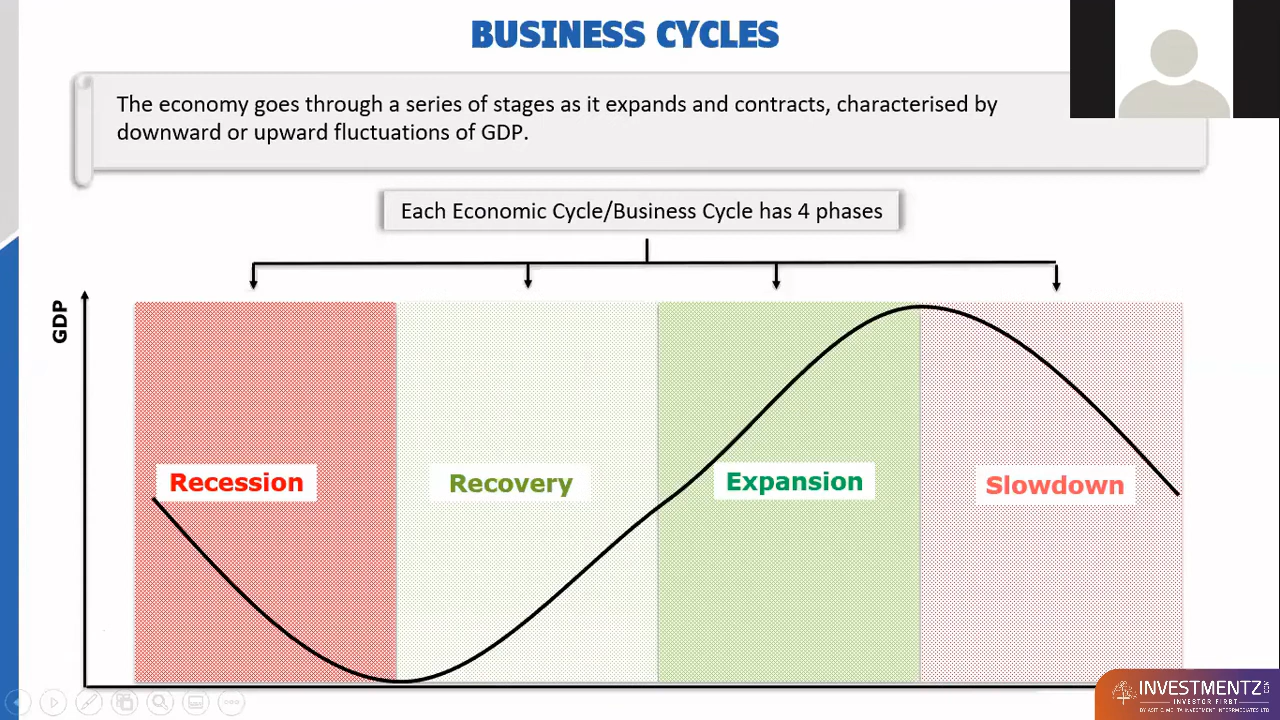 BUSINESS CYCLES
The economy goes through a series of stages as it expands and contracts, characterised by
downward or upward fluctuations of GDP.
Each Economic Cycle/Business Cycle has 4 phases
GDP
Recession
Recovery
Expansion
Slowdown
INVESTMENTZ
INVESTOR FIRST